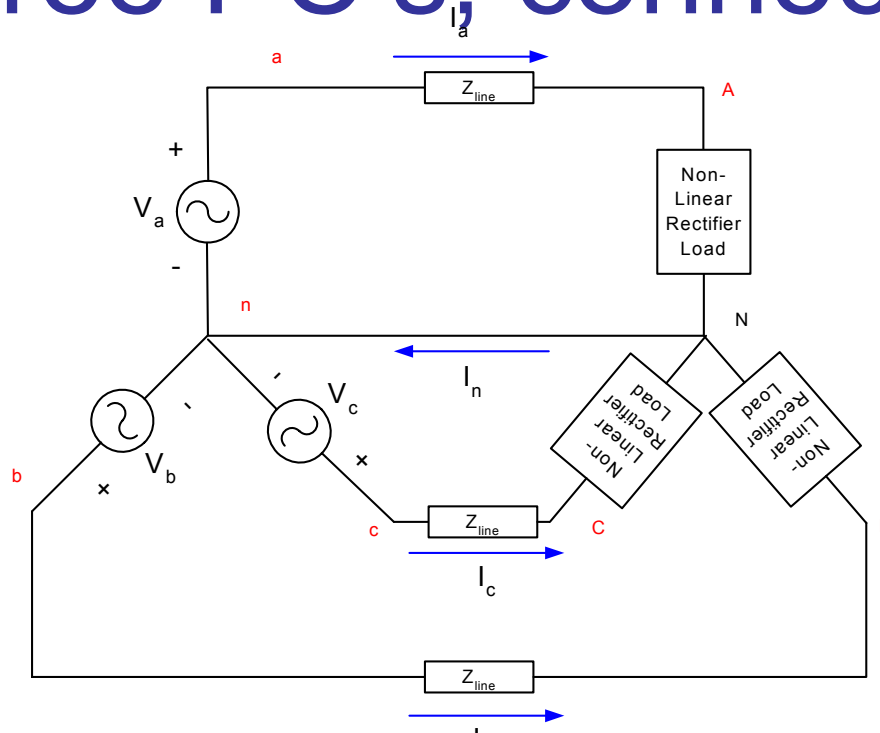 I_a
a
Z_line
A
+
V_a
-
Non-
Linear
Rectifier
Load
n
N
I_n
-
V_b
+
b
-
V_c
+
c
Z_line
C
Non-
Linear
Rectifier
Load
Non-
Linear
Rectifier
Load
I_c
Z_line